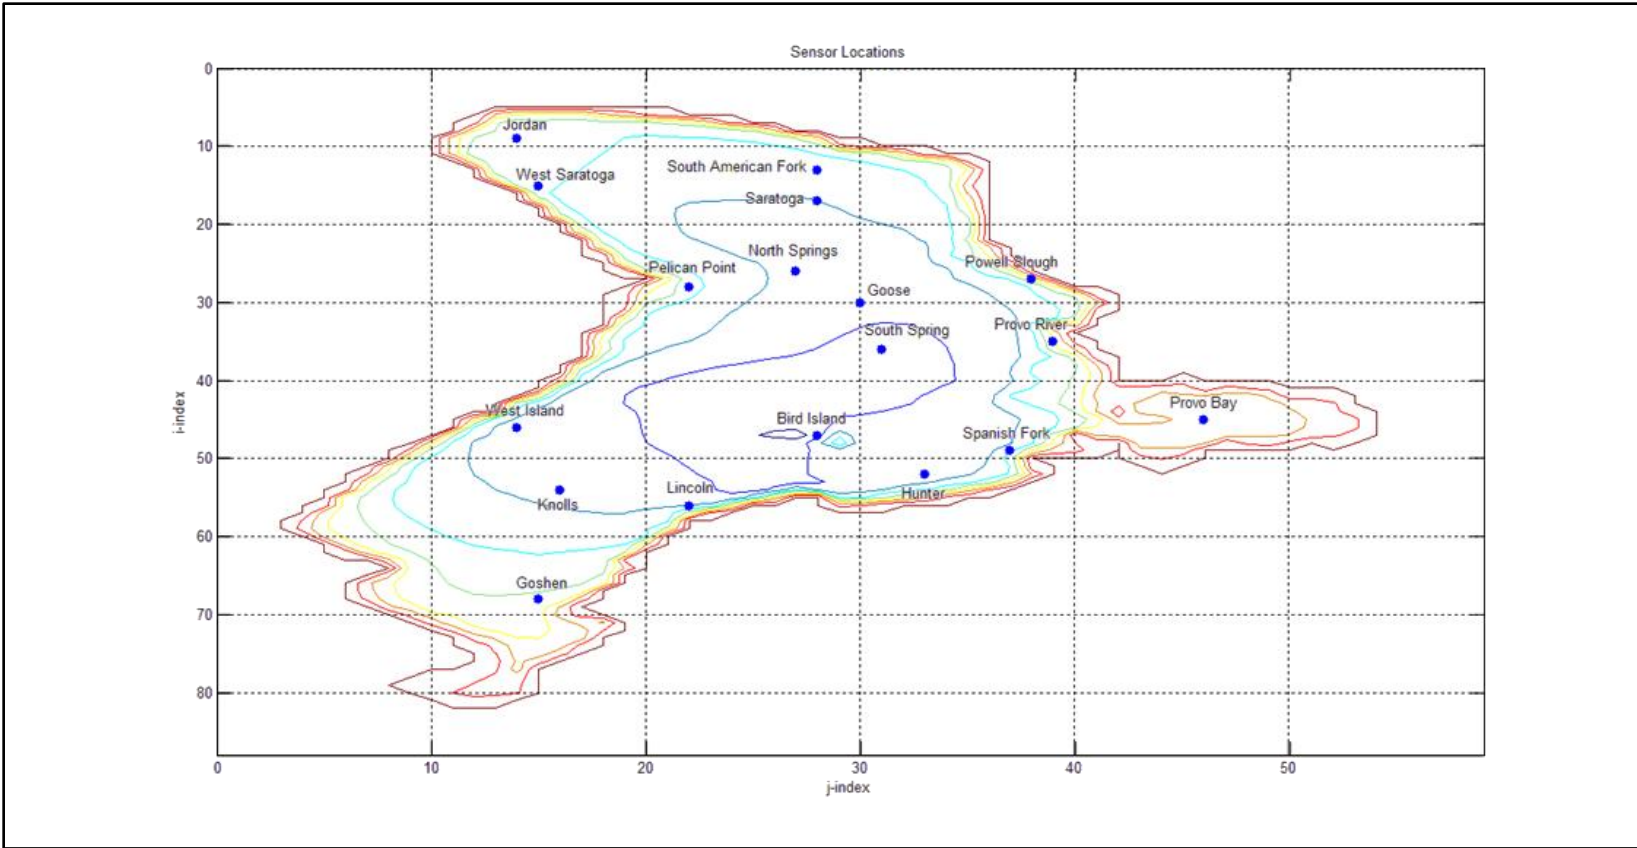 Sensor Locations
0
Jordan
10
South American Fork
West Saratoga
Saratoga
20
North Springs
Pelican Point
Powell Slough
Goose
30
Provo River
South Spring
40
i-index
West Island
Bird Island
Provo Bay
Spanish Fork
50
Lincoln
Hunter
Knolls
60
Goshen
70
80
0
10
20
30
40
50
j-index